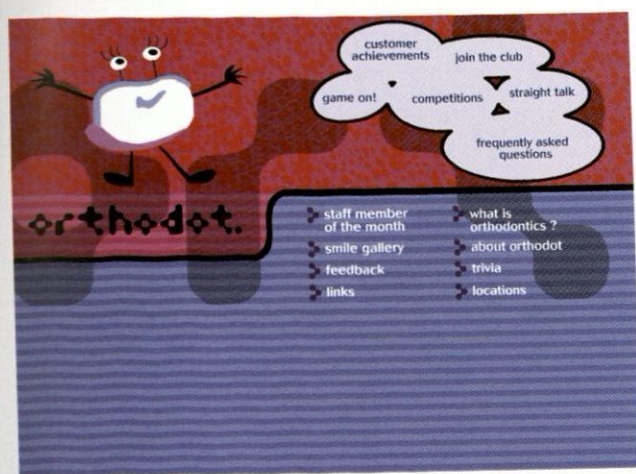 customer
achievements
join the club
game on!
competitions
straight talk
frequently asked
questions
orthodot.
staff member
of the month
smile gallery
feedback
links
what is
orthodontics ?
about orthodot
trivia
locations